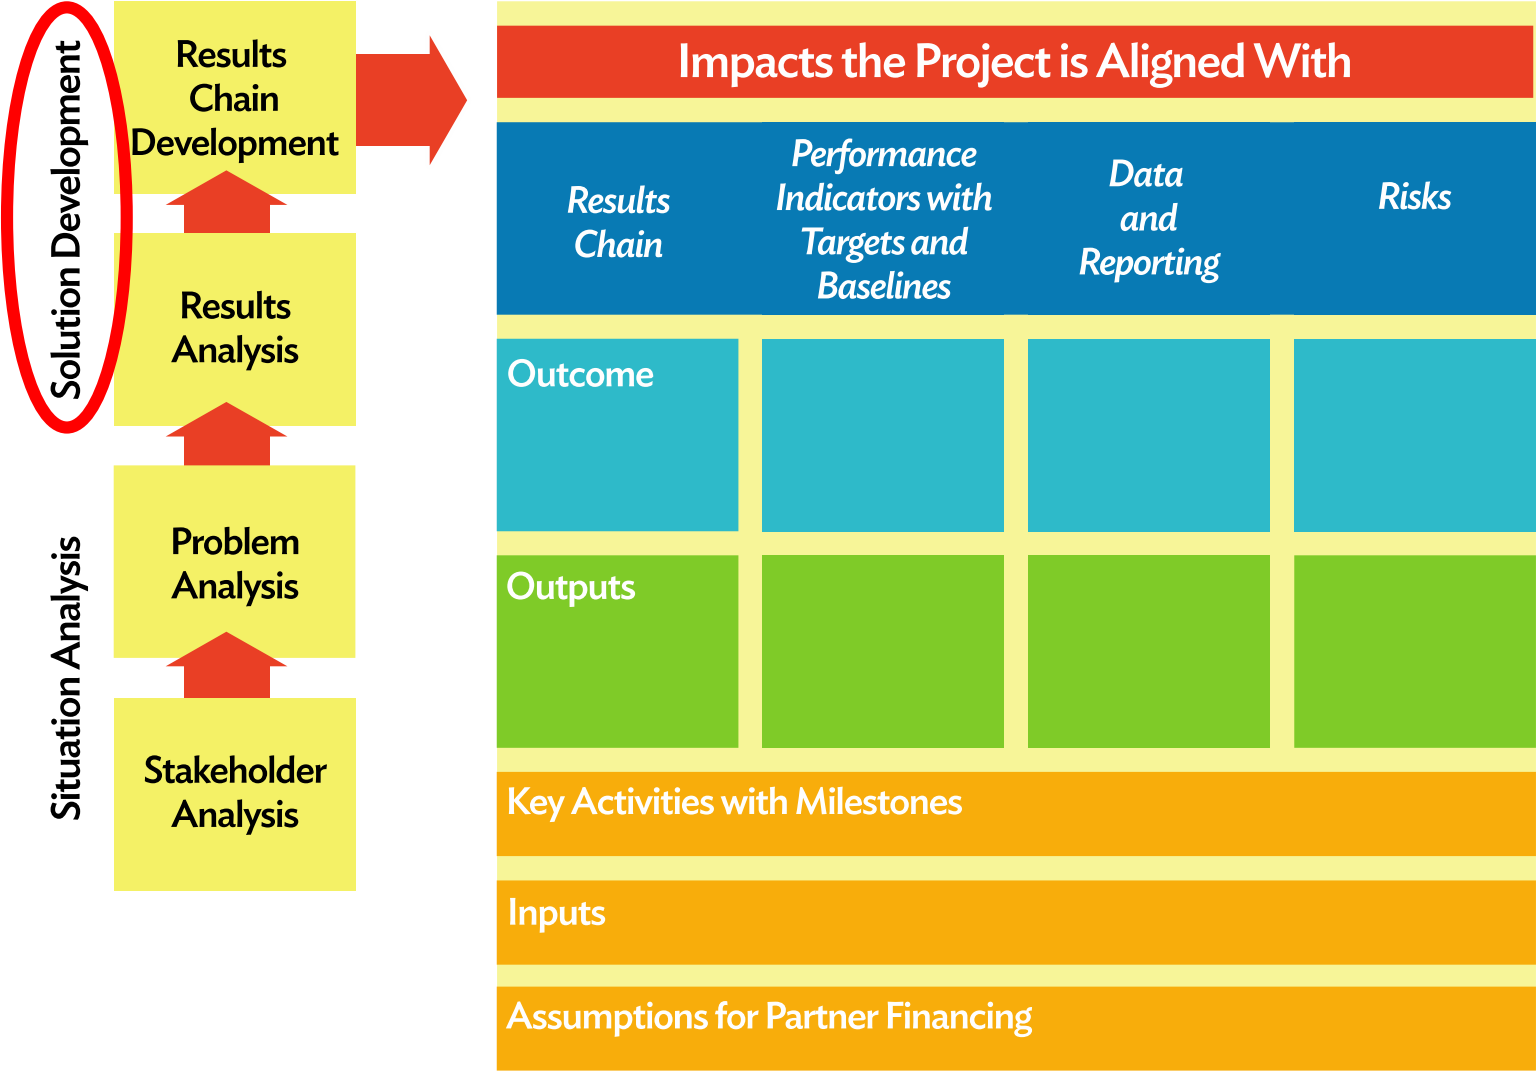 Solution Development
Results
Chain
Development
Results
Analysis
Situation Analysis
Problem
Analysis
Stakeholder
Analysis
Impacts the Project is Aligned With
Results
Chain
Performance
Indicators with
Targets and
Baselines
Data
and
Reporting
Risks
Outcome
Outputs
Key Activities with Milestones
Inputs
Assumptions for Partner Financing